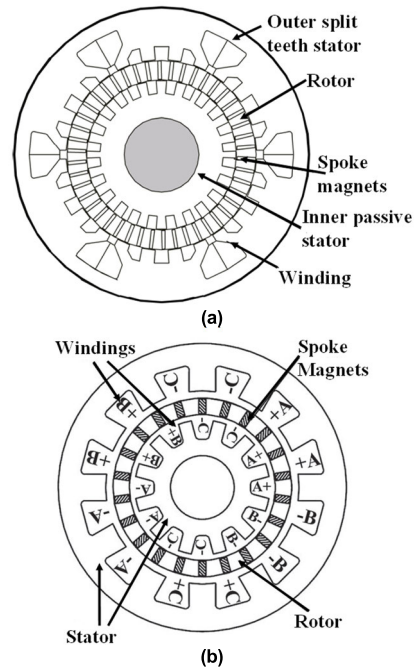 Outer split
teeth stator
Rotor
Spoke
magnets
Inner passive
stator
Winding
(a)
Windings
Spoke
Magnets
C-
C-
B+
A+
B+
C-
C-
B+
A+
B+
A+
A-
A+
A-
B-
A-
B-
A-
B-
B-
C+
C+
Rotor
Stator
(b)